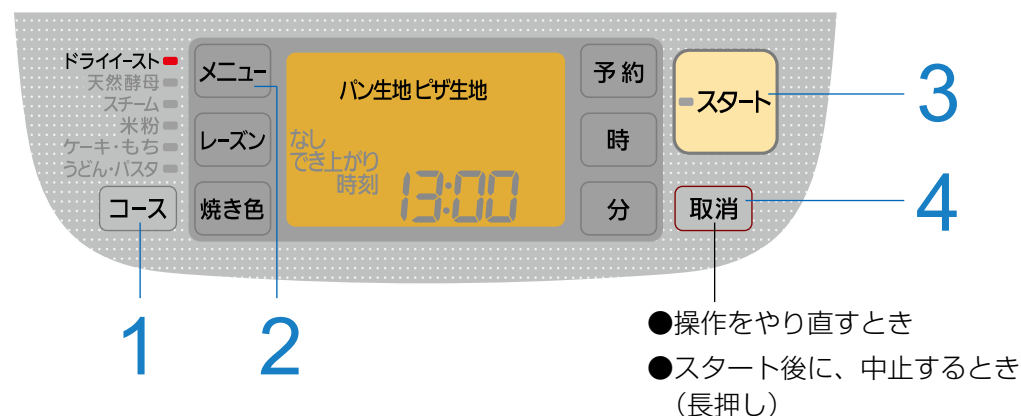 ドライイースト
天然酵母
スチーム
米粉
ケーキ・もち
うどん・パスタ
コース
メニュー
レーズン
焼き色
パン生地 ピザ生地
なし
でき上がり
時刻
13:00
予約
時
分
スタート
取消
1
2
3
4
●操作をやり直すとき
●スタート後に、中止するとき
（長押し）